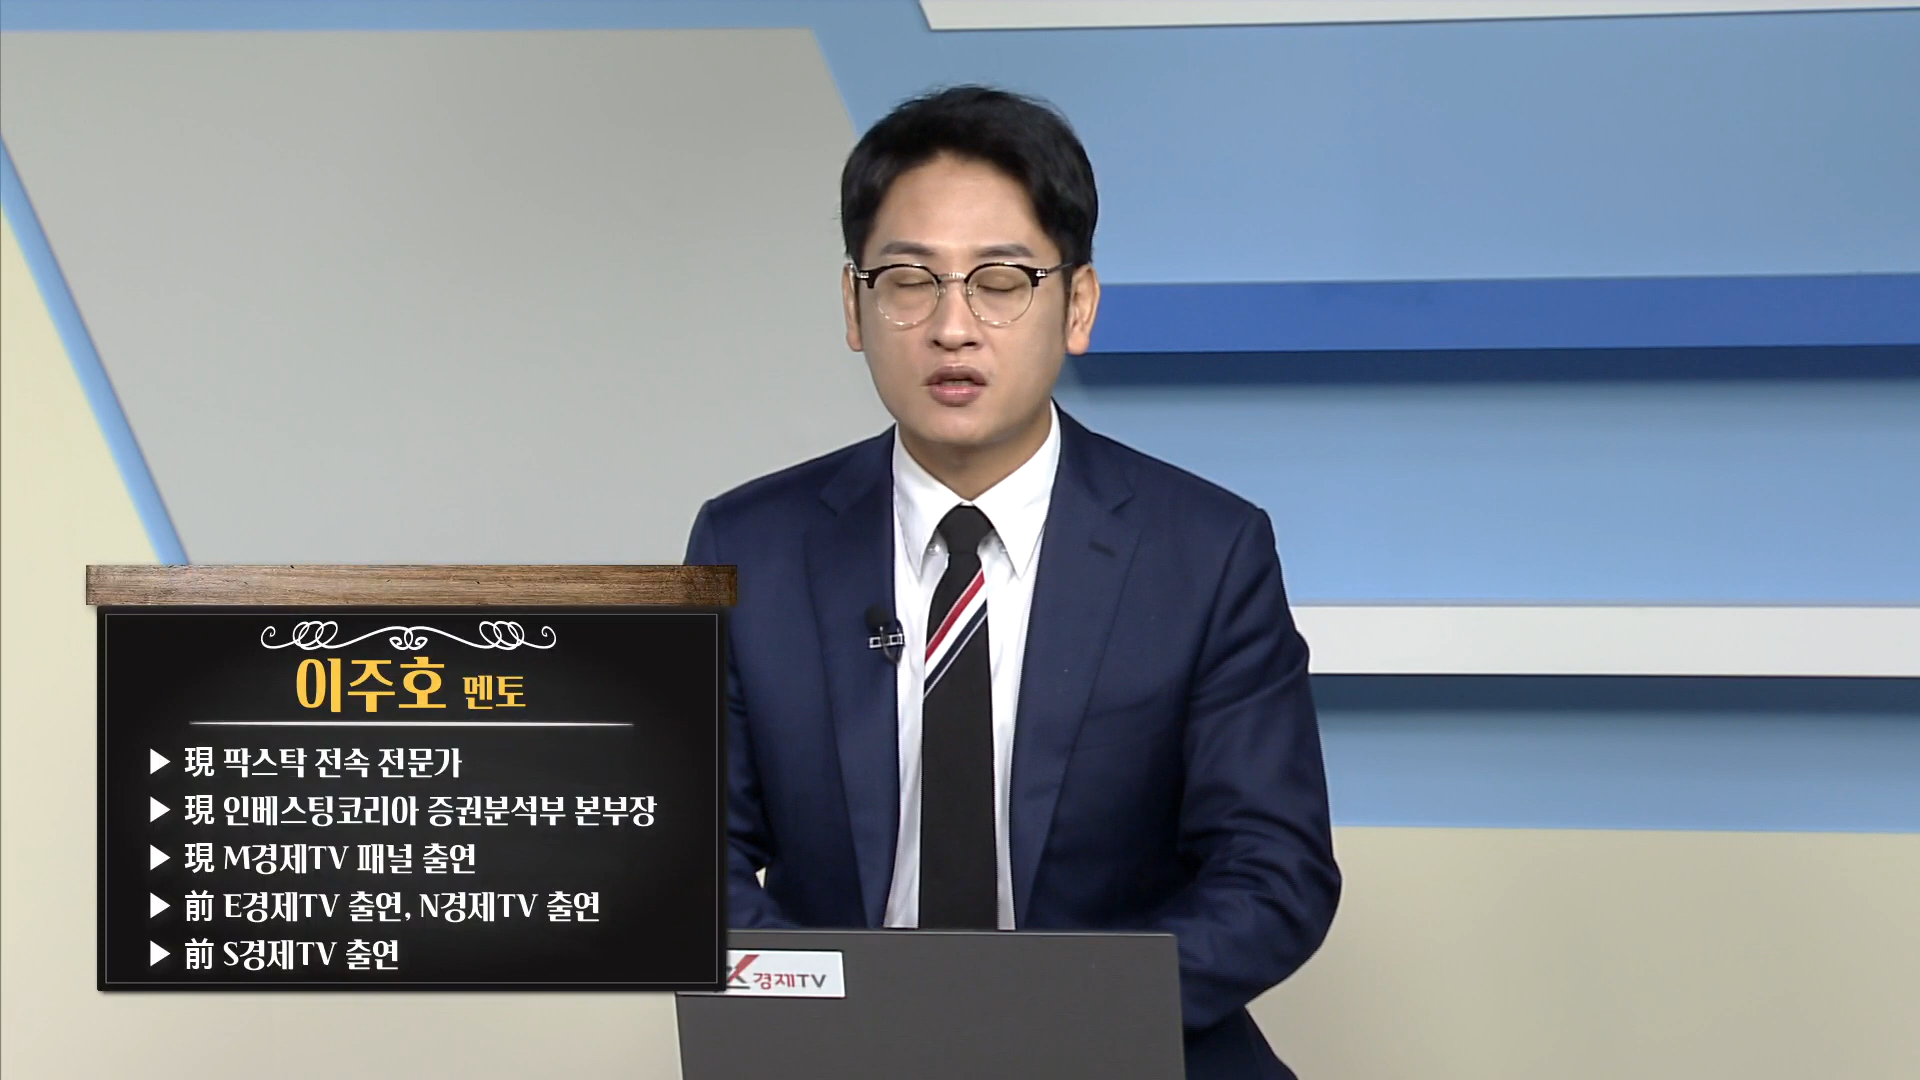 이주호 멘토
▶ 現 팍스탁 전속 전문가
▶ 現 인베스팅코리아 증권분석부 본부장
▶ 現 M경제TV 패널 출연
▶ 前 E경제TV 출연, N경제TV 출연
▶ 前 S경제TV 출연
경제TV